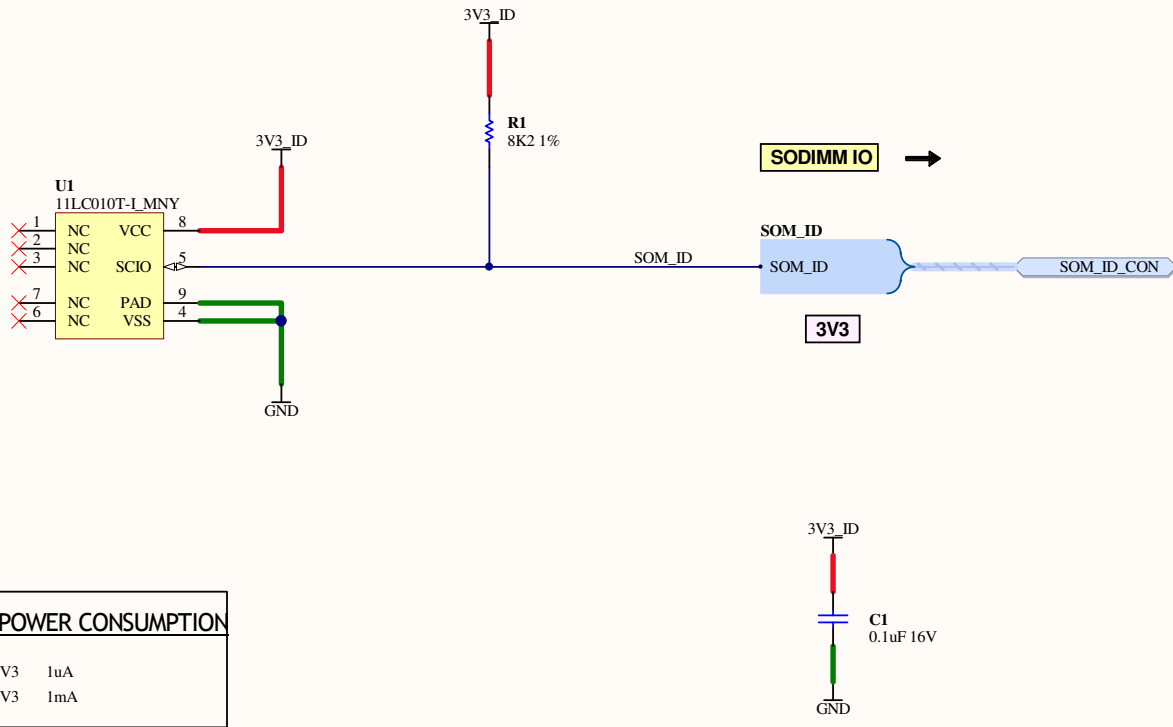 3V3_ID
R1
8K2 1%
3V3_ID
SODIMM IO
U1
11LC010T-I_MNY
1 NC VCC 8
2 NC
3 NC SCIO 5
7 NC PAD 9
6 NC VSS 4
GND
SOM_ID
SOM_ID
SOM_ID
SOM_ID_CON
3V3
3V3_ID
C1
0.1uF 16V
GND
POWER CONSUMPTION
V3 1uA
V3 1mA